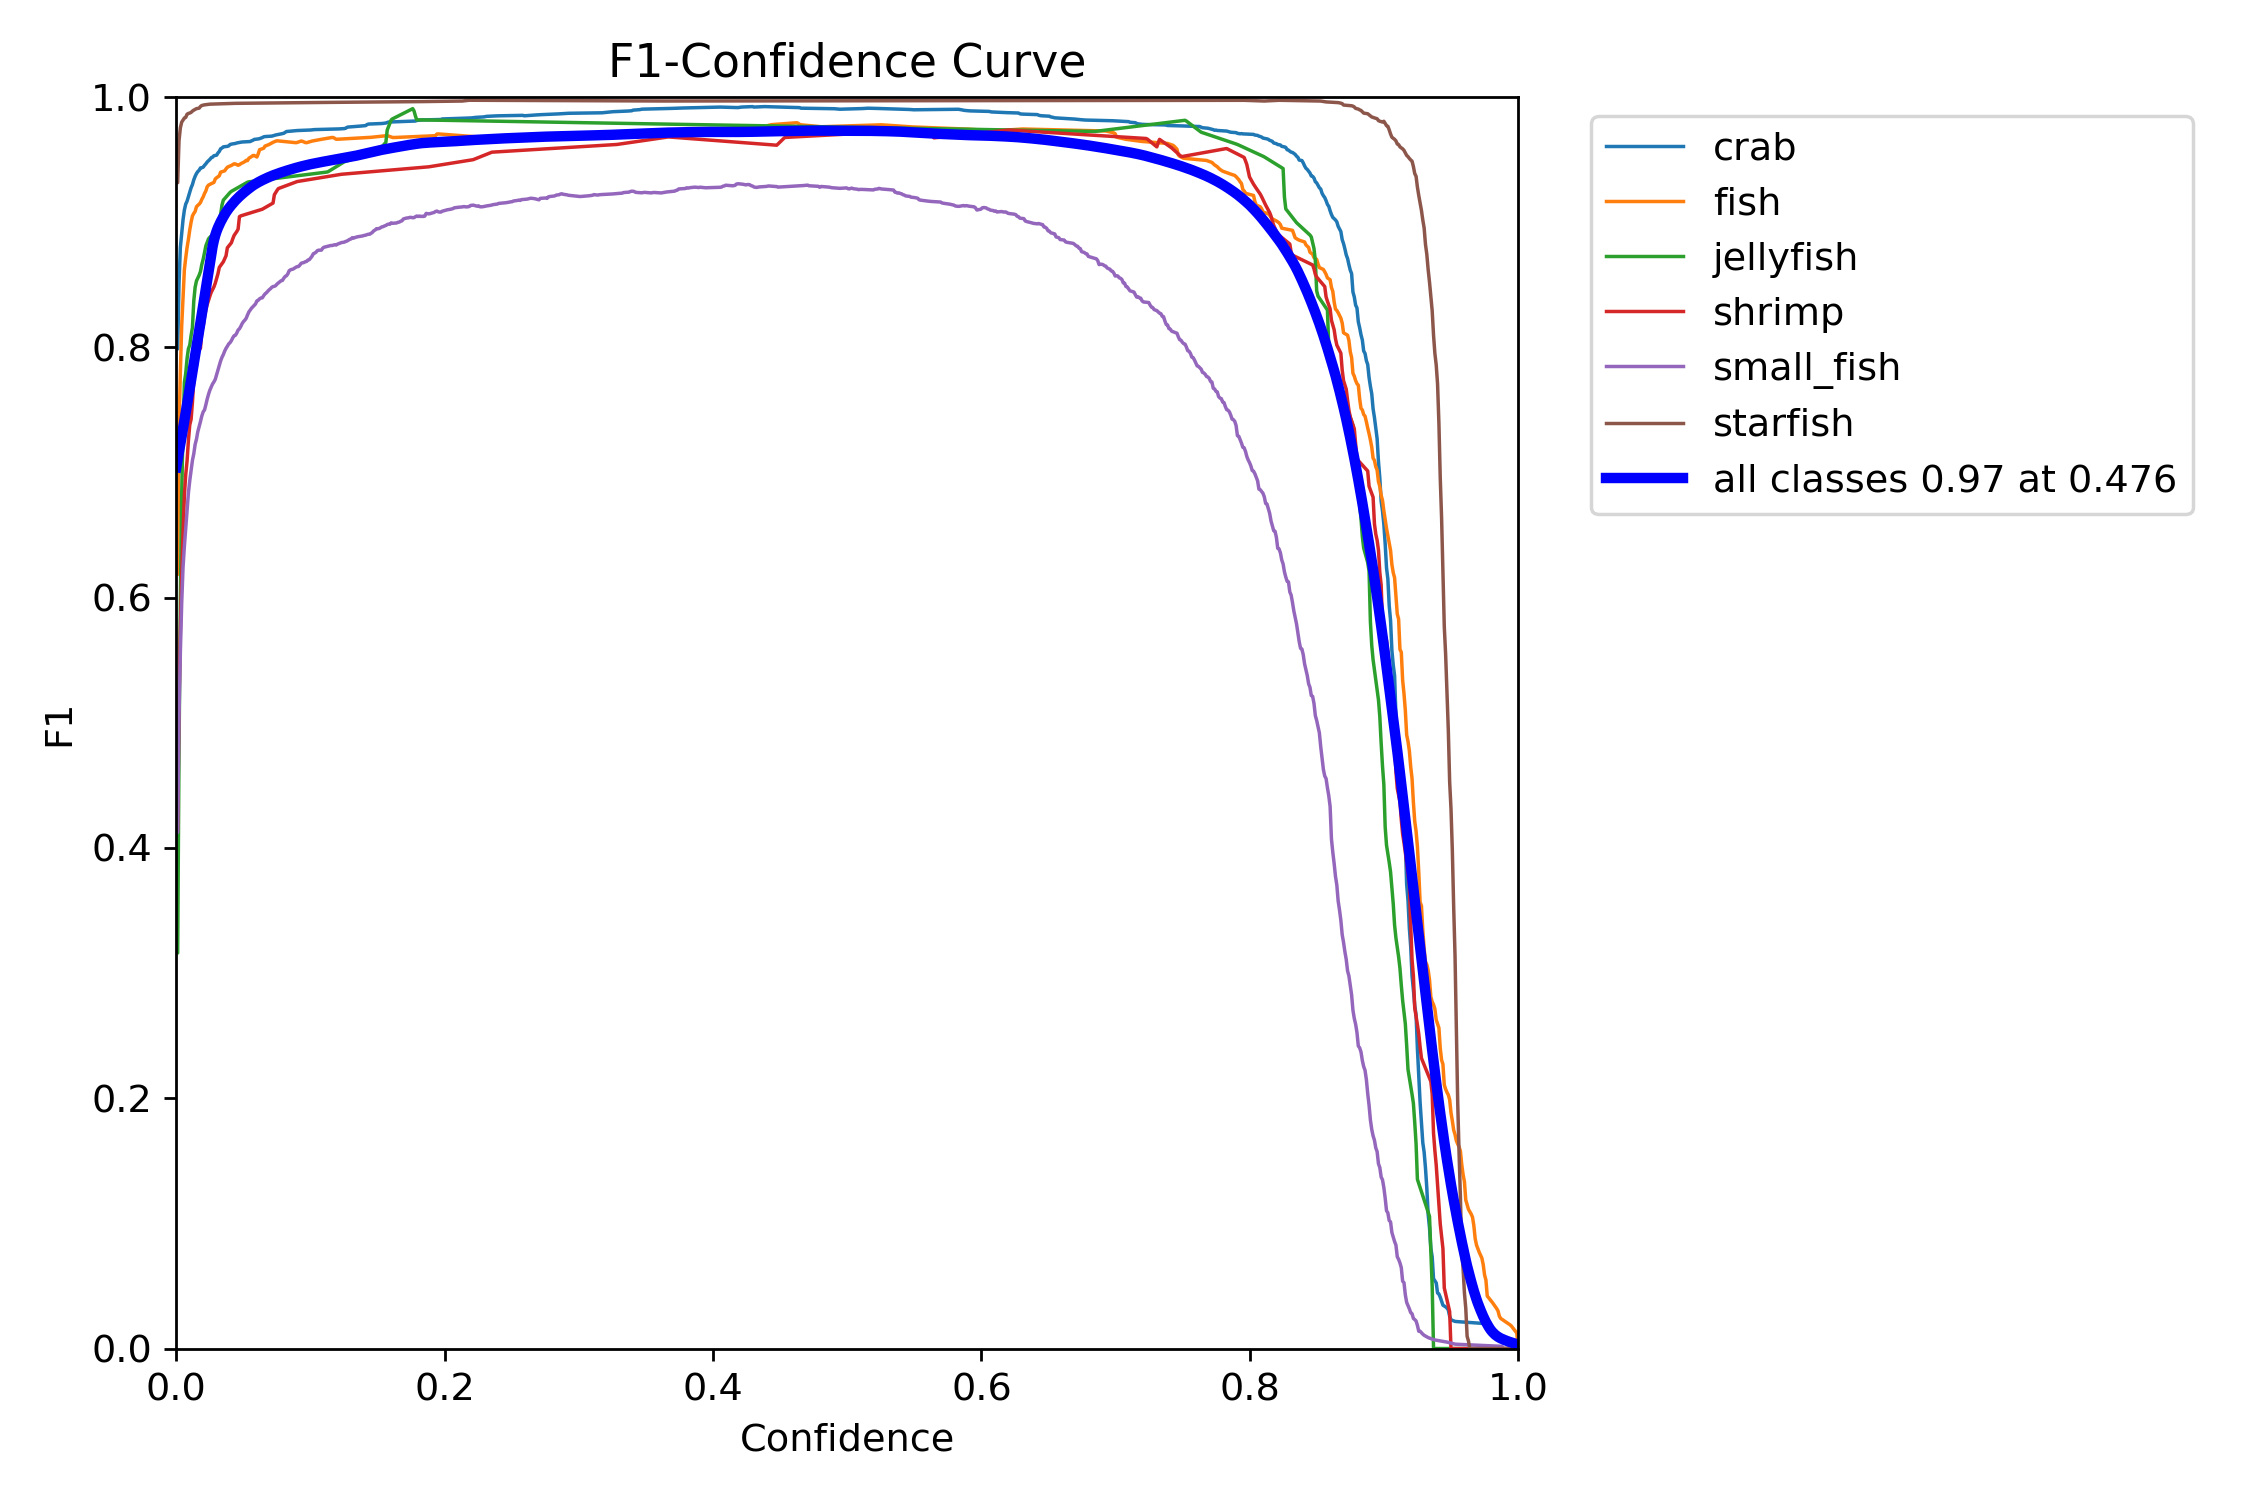 F1-Confidence Curve
1.0
0.8
0.6
0.4
0.2
0.0
F1
0.0 0.2 0.4 0.6 0.8 1.0
Confidence
crab
fish
jellyfish
shrimp
small_fish
starfish
all classes 0.97 at 0.476